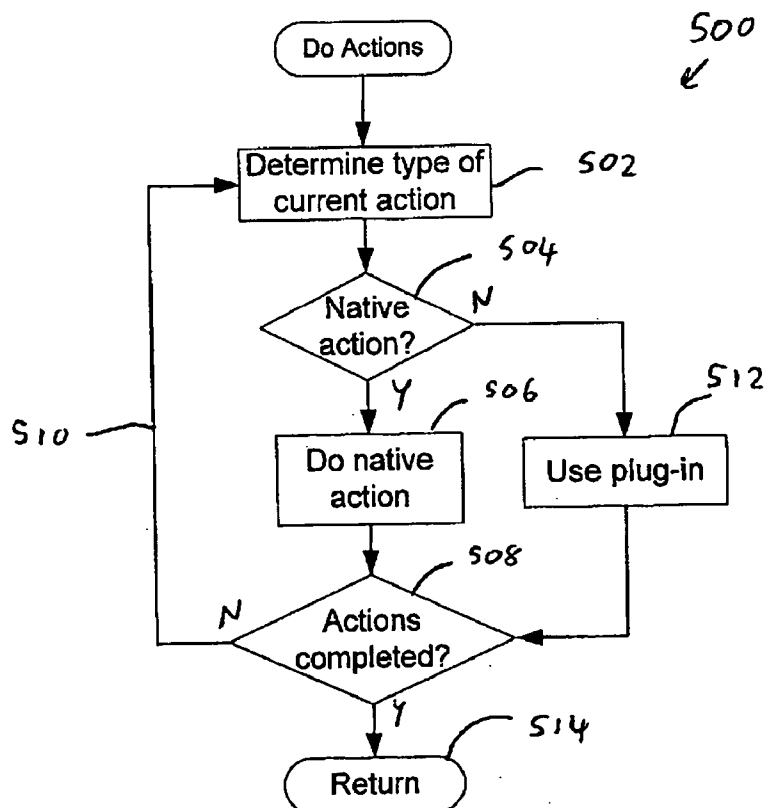 Do Actions
500
Determine type of
current action
502
504
Native
action?
N
Y
506
512
510
Do native
action
Use plug-in
508
N
Actions
completed?
Y
514
Return